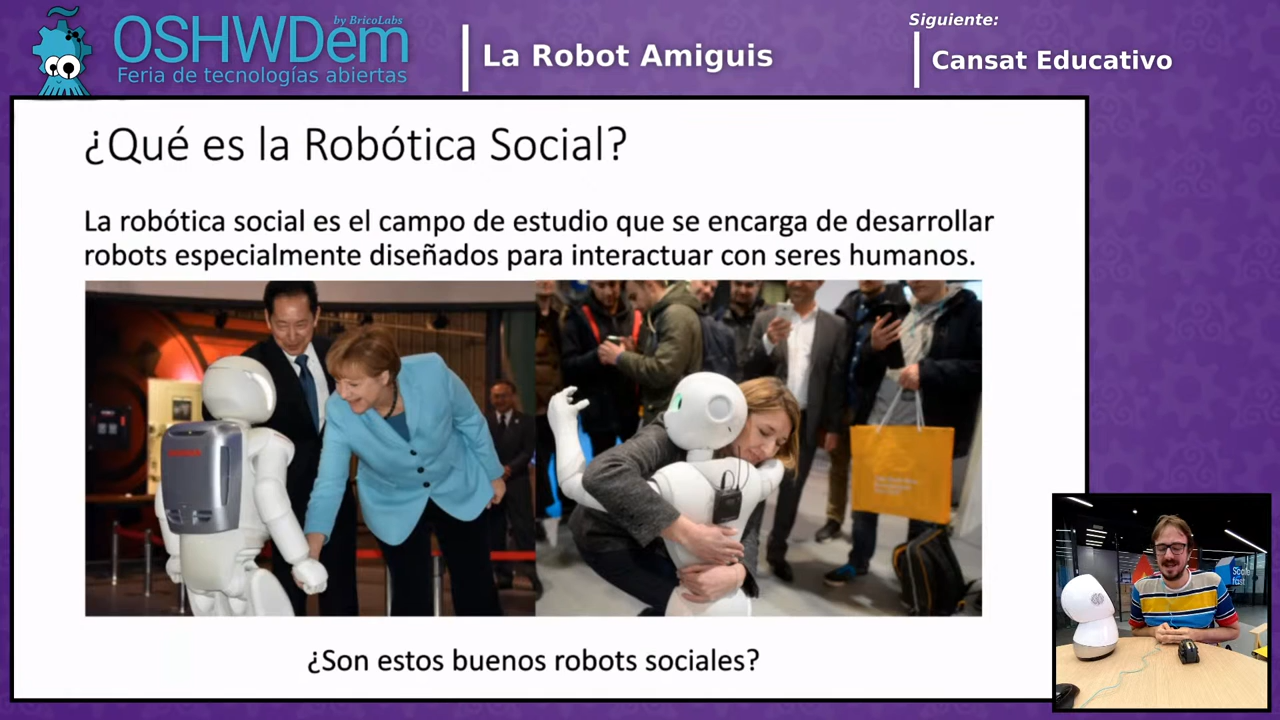 OSHWDem
by BricoLabs
Feria de tecnologías abiertas
La Robot Amiguis
Siguiente:
Cansat Educativo
¿Qué es la Robótica Social?
La robótica social es el campo de estudio que se encarga de desarrollar
robots especialmente diseñados para interactuar con seres humanos.
¿Son estos buenos robots sociales?